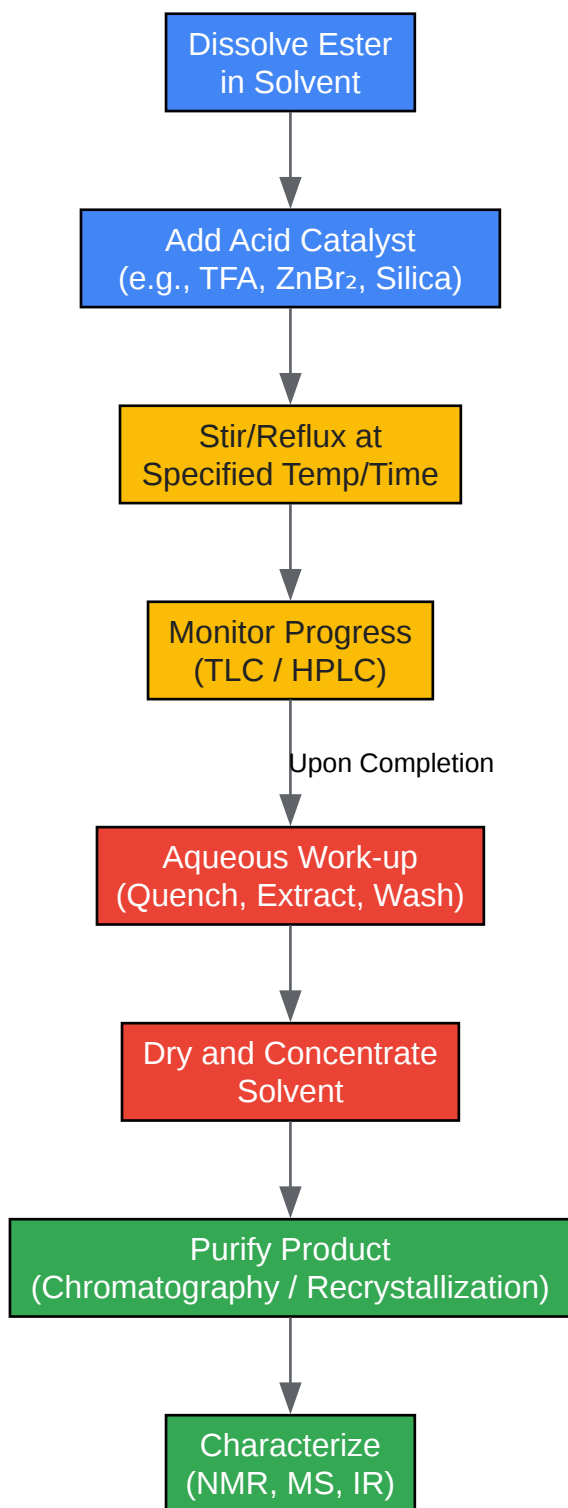 Dissolve Ester
in Solvent
Add Acid Catalyst
(e.g., TFA, ZnBr₂, Silica)
Stir/Reflux at
Specified Temp/Time
Monitor Progress
(TLC / HPLC)
Upon Completion
Aqueous Work-up
(Quench, Extract, Wash)
Dry and Concentrate
Solvent
Purify Product
(Chromatography / Recrystallization)
Characterize
(NMR, MS, IR)